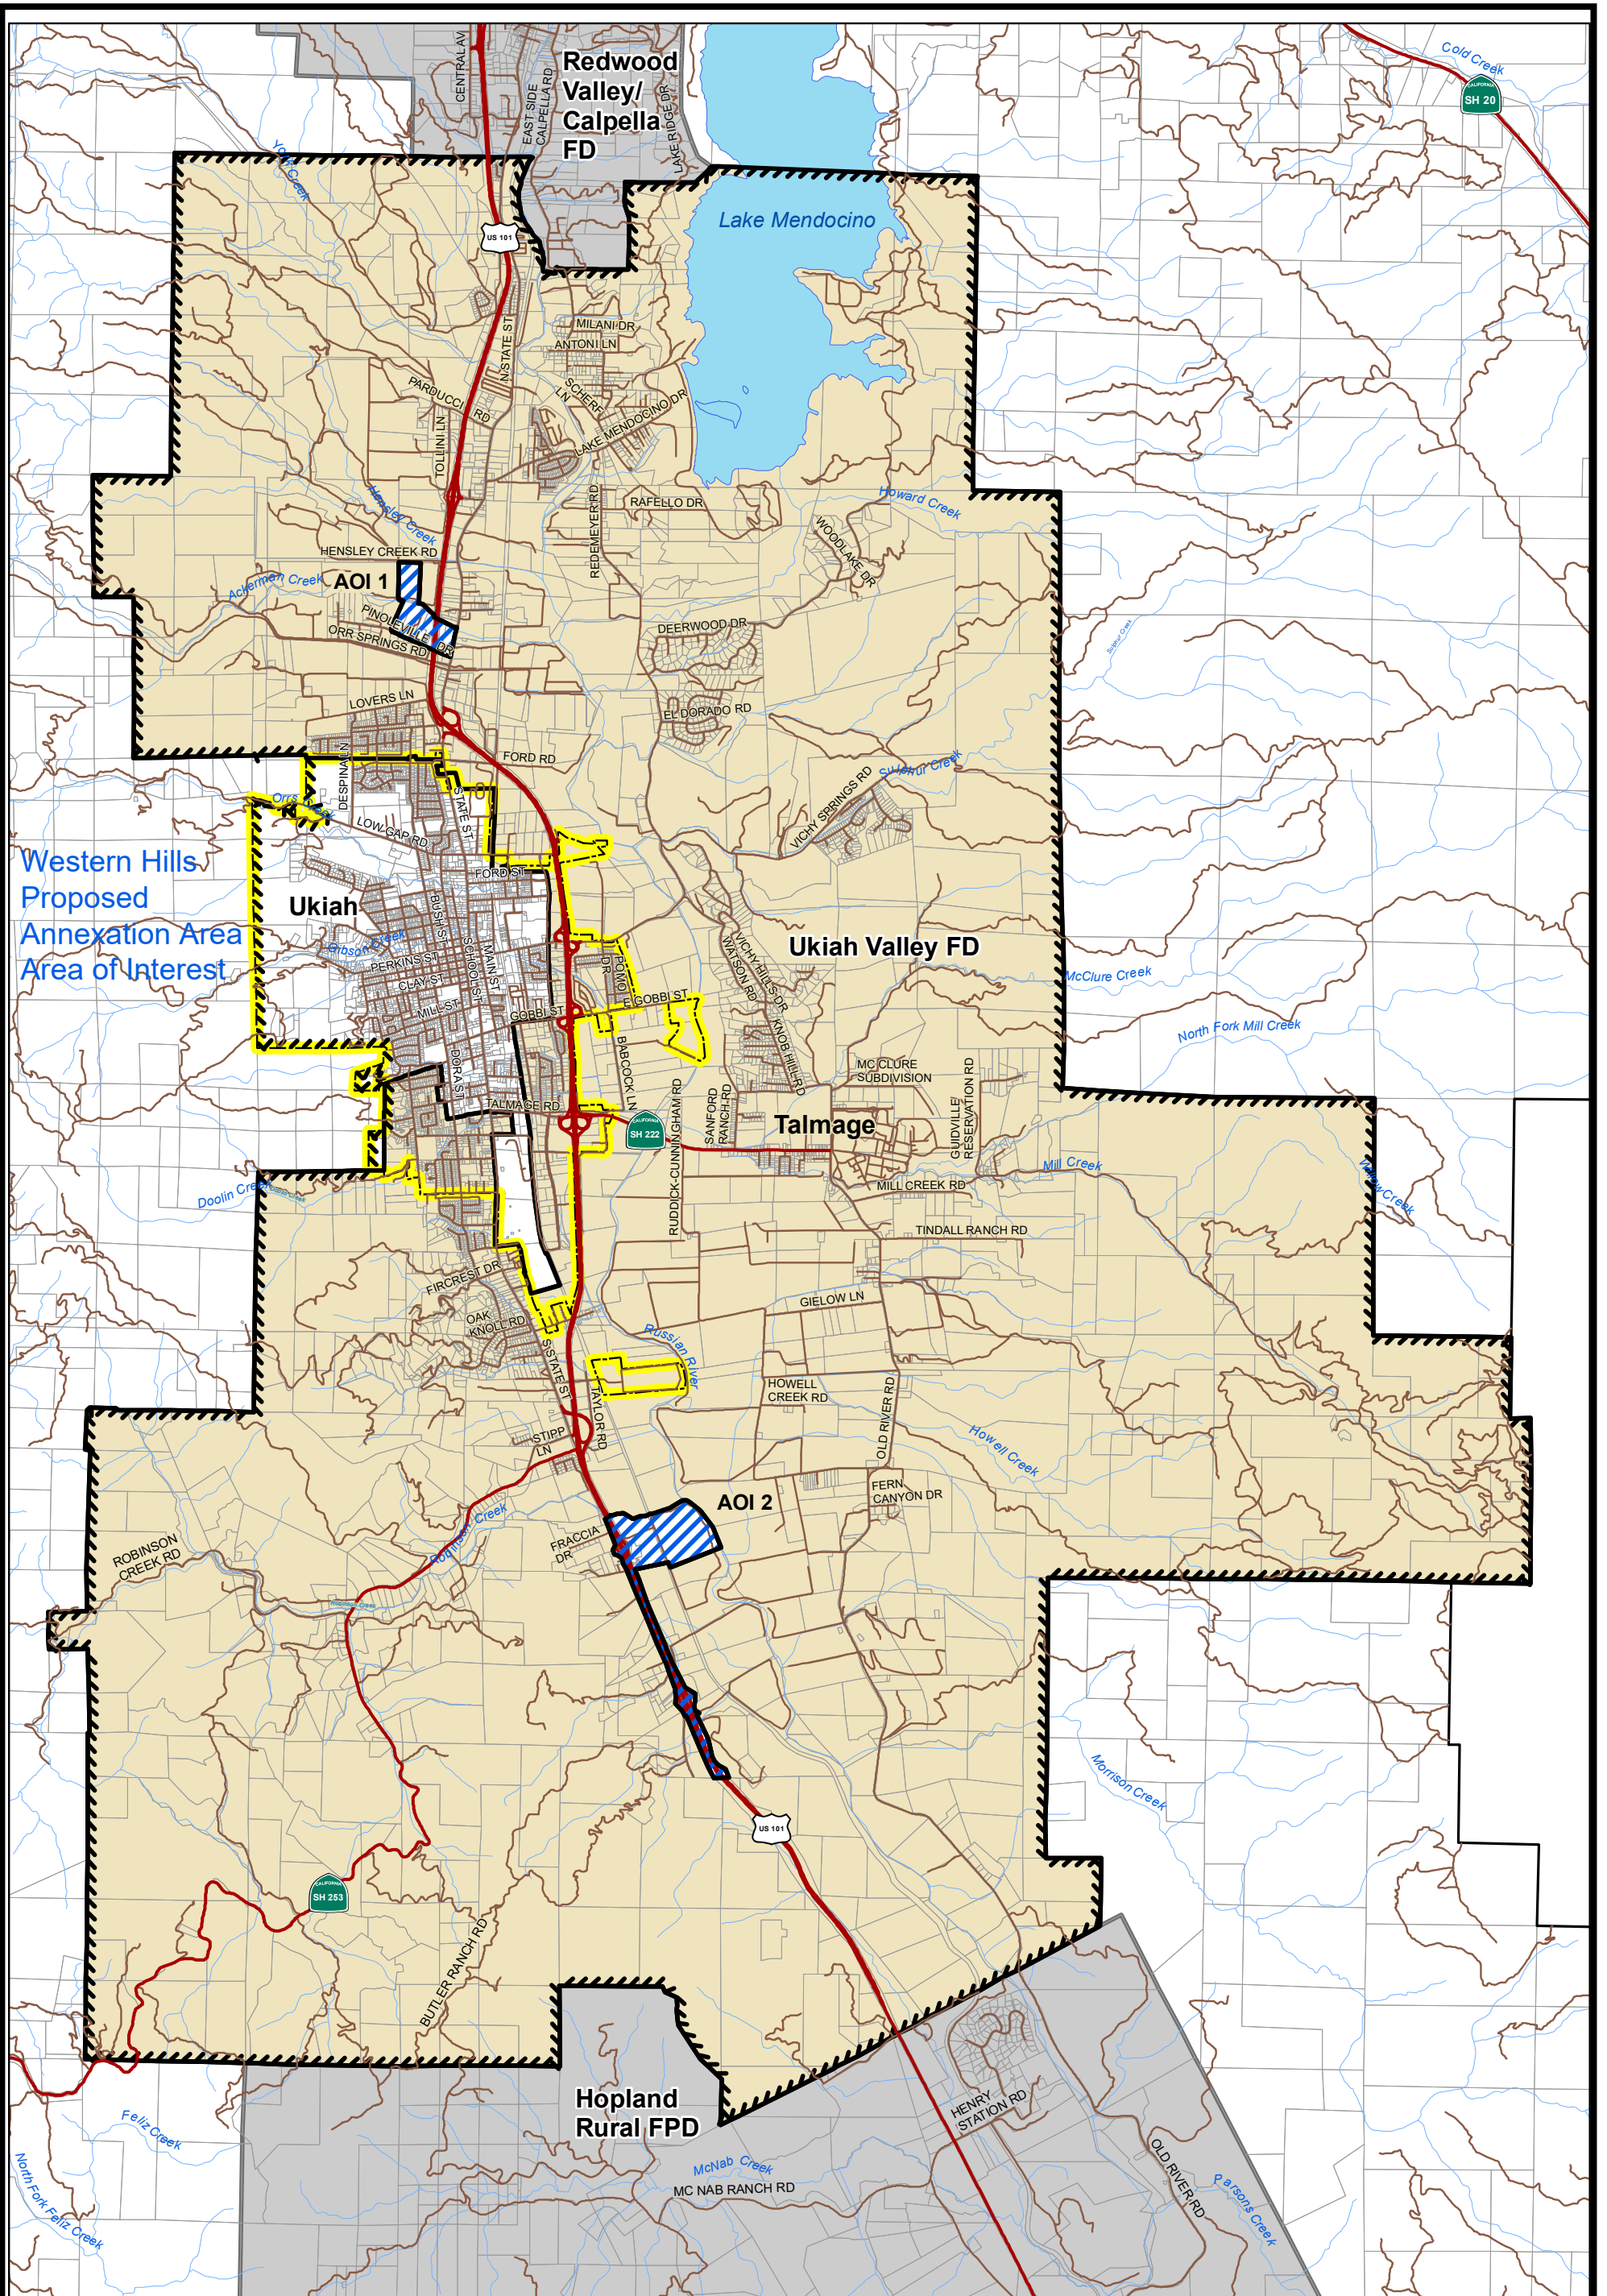 CENTRAL AV
EAST SIDE
CALPELLA RD
Redwood
Valley/
Calpella
FD
LAKE RIDGE DR
Cold Creek
CALIFORNIA
SH 20
York Creek
US 101
Lake Mendocino
N STATE ST
MILANI DR
ANTONI LN
SCHERF
LN
PARDUCCI RD
LAKE MENDOCINO DR
TOLLINI LN
Hensley Creek
REDEMEYER RD
RAFELLO DR
Howard Creek
WOODLAKE DR
HENSLEY CREEK RD
AOI 1
Ackerman Creek
PINOLEVILLE DR
ORR SPRINGS RD
DEERWOOD DR
Sulphur Creek
LOVERS LN
EL DORADO RD
FORD RD
DESPINA LN
Sulphur Creek
VICHY SPRINGS RD
Orrs Creek
N STATE ST
LOW GAP RD
Western Hills
Proposed
Annexation Area
Area of Interest
FORD ST
Ukiah
BUSH ST
Gibson Creek
PERKINS ST
SCHOOL ST
MAIN ST
CLAY ST
MILL ST
GOBBI ST
E GOBBI ST
POMO
DR
Ukiah Valley FD
VICHY HILLS DR
WATSON RD
McClure Creek
North Fork Mill Creek
KNOB HILL RD
DORA ST
BABCOCK LN
MC CLURE
SUBDIVISION
TALMAGE RD
CALIFORNIA
SH 222
RUDDICK-CUNNINGHAM RD
SANFORD
RANCH RD
Talmage
GUIDVILLE
RESERVATION RD
Mill Creek
MILL CREEK RD
Doolin Creek
TINDALL RANCH RD
FIRCREST DR
OAK
KNOLL RD
GIELOW LN
Russian River
S STATE ST
TAYLOR RD
HOWELL
CREEK RD
OLD RIVER RD
STIPP
LN
Howell Creek
FERN
CANYON DR
AOI 2
Robinson Creek
FRACCIA
DR
ROBINSON
CREEK RD
Robinson Creek
Morrison Creek
US 101
CALIFORNIA
SH 253
BUTLER RANCH RD
Hopland
Rural FPD
HENRY
STATION RD
Feliz Creek
North Fork Feliz Creek
McNab Creek
MC NAB RANCH RD
OLD RIVER RD
Parsons Creek